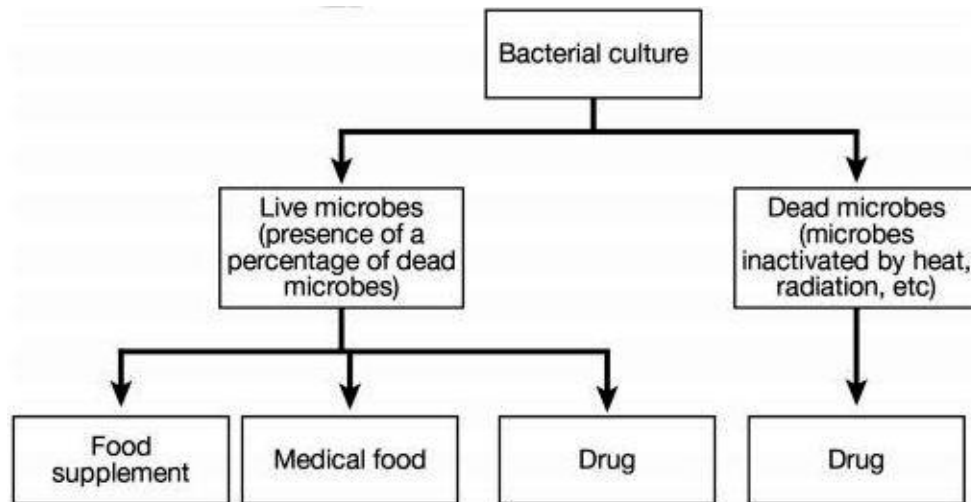 Bacterial culture
Live microbes
(presence of a
percentage of dead
microbes)
Dead microbes
(microbes
inactivated by heat,
radiation, etc)
Food
supplement
Medical food
Drug
Drug